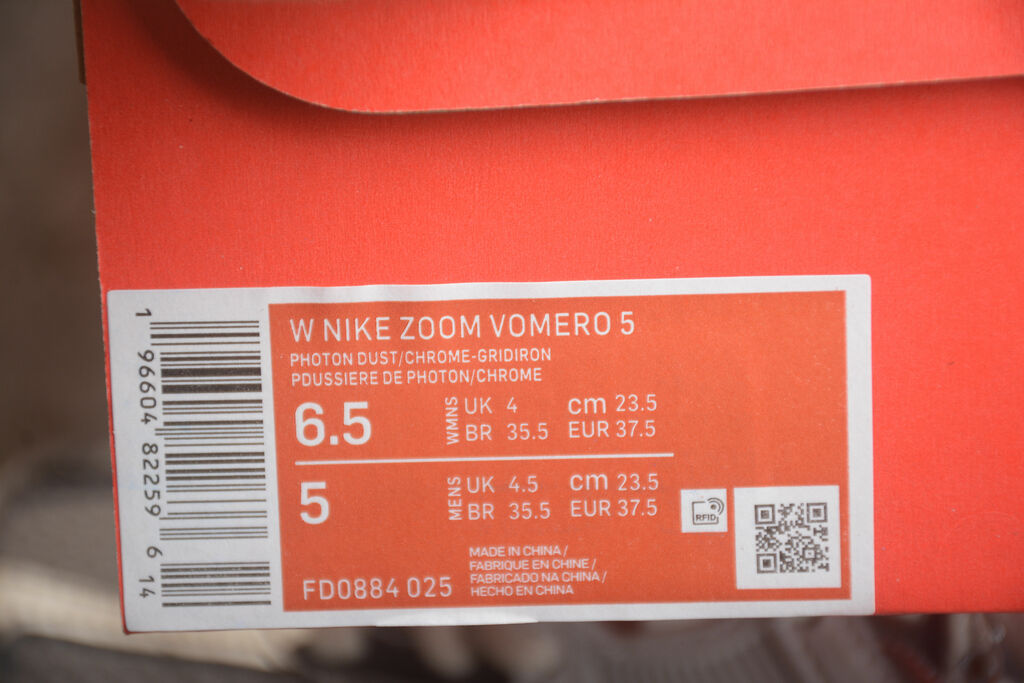 W NIKE ZOOM VOMERO 5
PHOTON DUST/CHROME-GRIDIRON
PDUSSIERE DE PHOTON/CHROME
6.5
WMNS
UK 4 cm 23.5
BR 35.5 EUR 37.5
5
MENS
UK 4.5 cm 23.5
BR 35.5 EUR 37.5
RFID
MADE IN CHINA /
FABRIQUE EN CHINE /
FABRICADO NA CHINA /
HECHO EN CHINA
FD0884 025
1 96604 82259 6 14